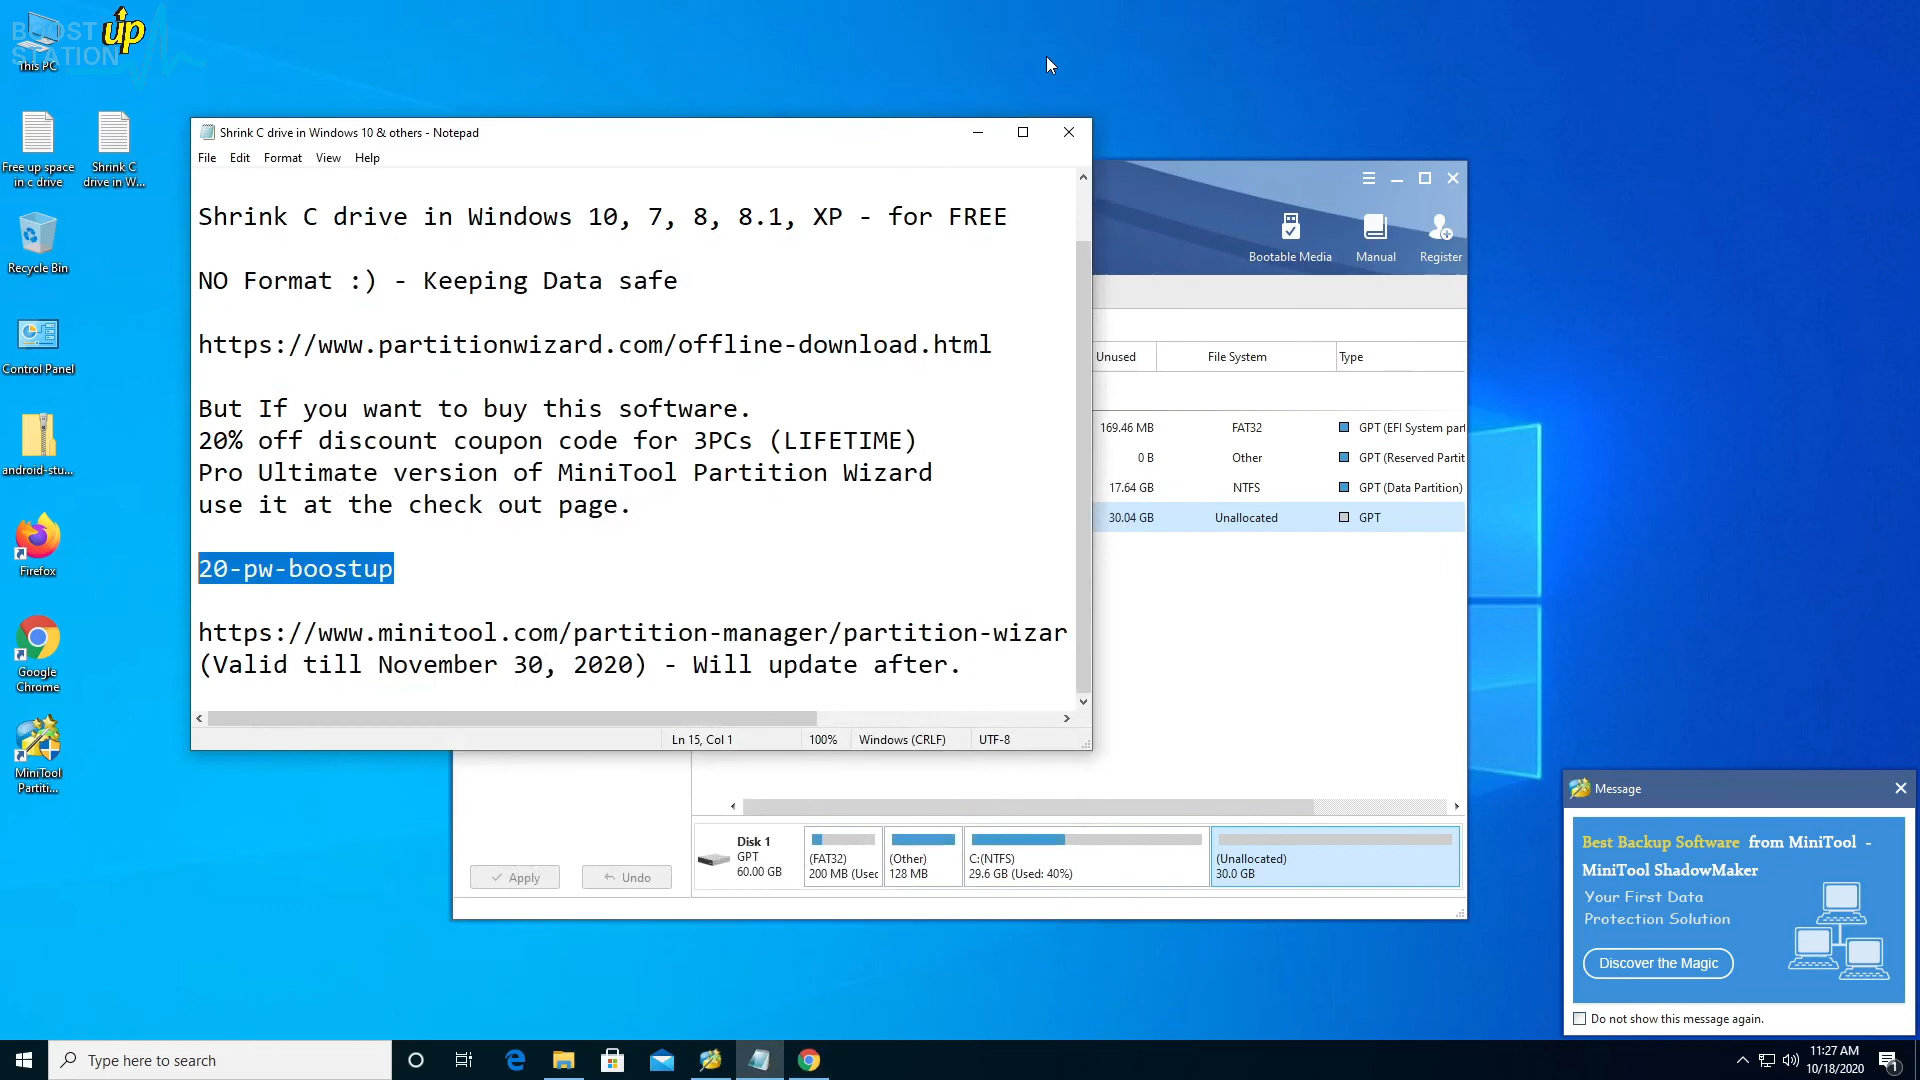 BOOST up
STATION
This PC
Free up space
in c drive
Shrink C
drive in W...
Recycle Bin
Control Panel
android-stu...
Firefox
Google
Chrome
MiniTool
Partiti...
Shrink C drive in Windows 10 & others - Notepad
File Edit Format View Help
Shrink C drive in Windows 10, 7, 8, 8.1, XP - for FREE
NO Format :) - Keeping Data safe
https://www.partitionwizard.com/offline-download.html
But If you want to buy this software.
20% off discount coupon code for 3PCs (LIFETIME)
Pro Ultimate version of MiniTool Partition Wizard
use it at the check out page.
20-pw-boostup
https://www.minitool.com/partition-manager/partition-wizar
(Valid till November 30, 2020) - Will update after.
Ln 15, Col 1 100% Windows (CRLF) UTF-8
Bootable Media Manual Register
Unused File System Type
169.46 MB FAT32 GPT (EFI System part
0 B Other GPT (Reserved Partit
17.64 GB NTFS GPT (Data Partition)
30.04 GB Unallocated GPT
Apply Undo
Disk 1
GPT
60.00 GB
(FAT32)
200 MB (Used
(Other)
128 MB
C:(NTFS)
29.6 GB (Used: 40%)
(Unallocated)
30.0 GB
Message
Best Backup Software from MiniTool -
MiniTool ShadowMaker
Your First Data
Protection Solution
Discover the Magic
Do not show this message again.
Type here to search
11:27 AM
10/18/2020
1